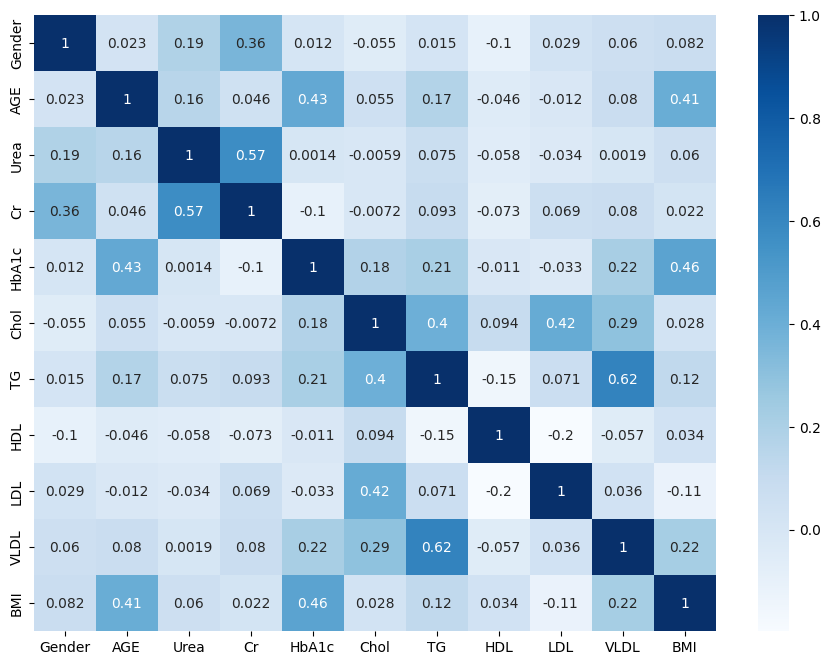 Gender 1 0.023 0.19 0.36 0.012 -0.055 0.015 -0.1 0.029 0.06 0.082
AGE 0.023 1 0.16 0.046 0.43 0.055 0.17 -0.046 -0.012 0.08 0.41
Urea 0.19 0.16 1 0.57 0.0014 -0.0059 0.075 -0.058 -0.034 0.0019 0.06
Cr 0.36 0.046 0.57 1 -0.1 -0.0072 0.093 -0.073 0.069 0.08 0.022
HbA1c 0.012 0.43 0.0014 -0.1 1 0.18 0.21 -0.011 -0.033 0.22 0.46
Chol -0.055 0.055 -0.0059 -0.0072 0.18 1 0.4 0.094 0.42 0.29 0.028
TG 0.015 0.17 0.075 0.093 0.21 0.4 1 -0.15 0.071 0.62 0.12
HDL -0.1 -0.046 -0.058 -0.073 -0.011 0.094 -0.15 1 -0.2 -0.057 0.034
LDL 0.029 -0.012 -0.034 0.069 -0.033 0.42 0.071 -0.2 1 0.036 -0.11
VLDL 0.06 0.08 0.0019 0.08 0.22 0.29 0.62 -0.057 0.036 1 0.22
BMI 0.082 0.41 0.06 0.022 0.46 0.028 0.12 0.034 -0.11 0.22 1
Gender AGE Urea Cr HbA1c Chol TG HDL LDL VLDL BMI
1.0
0.8
0.6
0.4
0.2
0.0